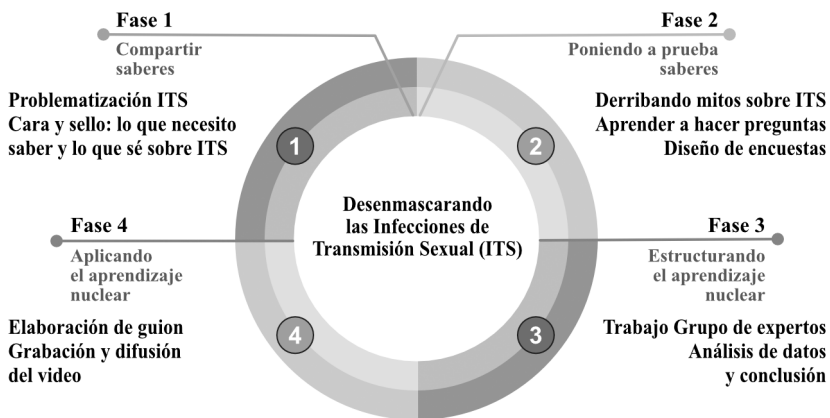 Fase 1
Compartir
saberes
Problematización ITS
Cara y sello: lo que necesito
saber y lo que sé sobre ITS
1
Fase 2
Poniendo a prueba
saberes
Derribando mitos sobre ITS
Aprender a hacer preguntas
Diseño de encuestas
2
Desenmascarando
las Infecciones de
Transmisión Sexual (ITS)
Fase 3
Estructurando
el aprendizaje
nuclear
Trabajo Grupo de expertos
Análisis de datos
y conclusión
3
Fase 4
Aplicando
el aprendizaje
nuclear
Elaboración de guion
Grabación y difusión
del video
4